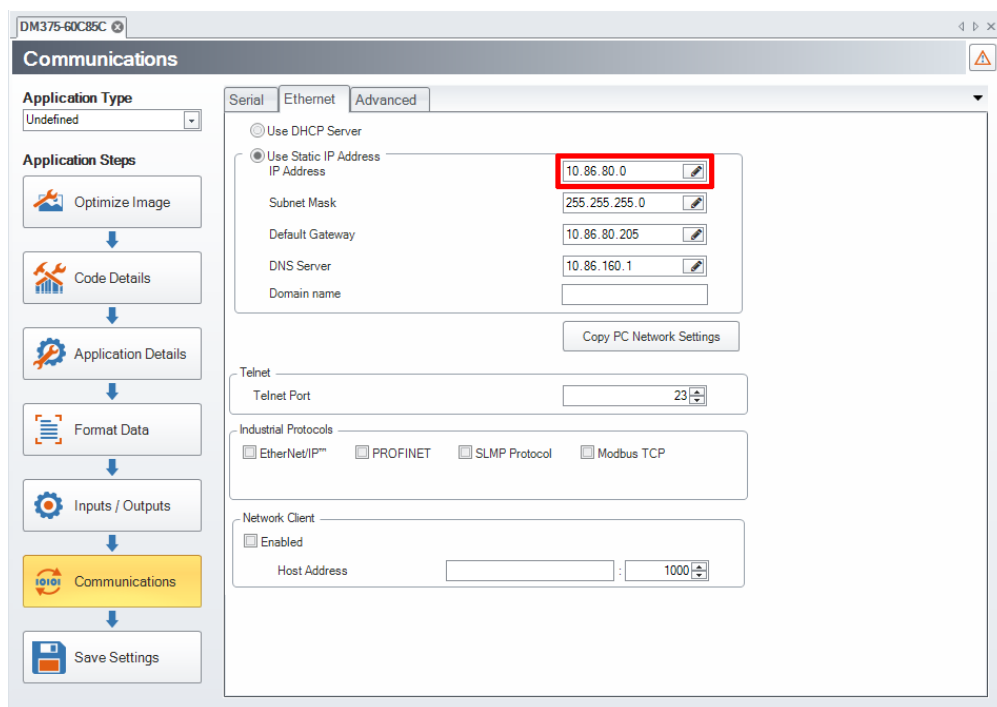 DM375-60C85C
Communications
Application Type
Undefined
Application Steps
Optimize Image
Code Details
Application Details
Format Data
Inputs / Outputs
Communications
Save Settings
Serial Ethernet Advanced
Use DHCP Server
Use Static IP Address
IP Address 10.86.80.0
Subnet Mask 255.255.255.0
Default Gateway 10.86.80.205
DNS Server 10.86.160.1
Domain name
Copy PC Network Settings
Telnet
Telnet Port 23
Industrial Protocols
EtherNet/IP™ PROFINET SLMP Protocol Modbus TCP
Network Client
Enabled
Host Address : 1000